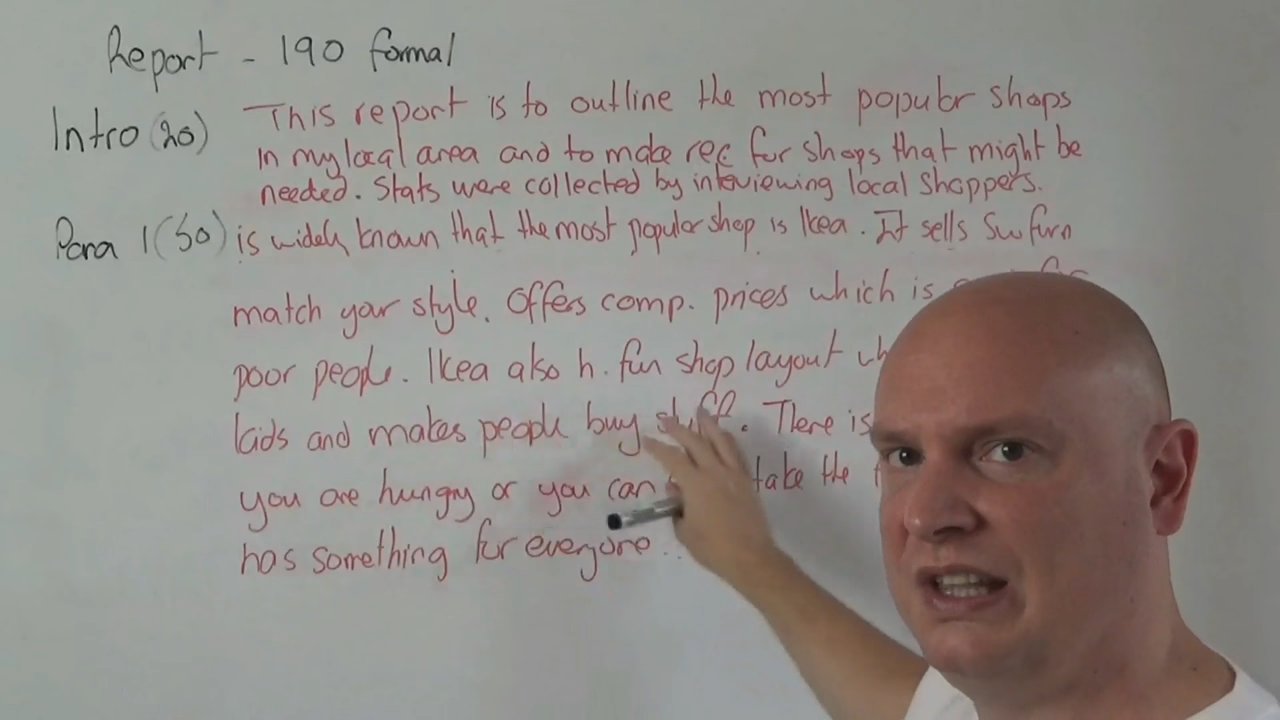 Report - 190 formal
Intro (20) This report is to outline the most popular shops
in my local area and to make rec for shops that might be
needed. Stats were collected by interviewing local shoppers.
Para 1 (50) is widely known that the most popular shop is Ikea. It sells Sw furn
match your style. Offers comp. prices which is
poor people. Ikea also h. fun shop layout
kids and makes people buy stuff. There is
you are hungry or you can take the
has something for everyone..